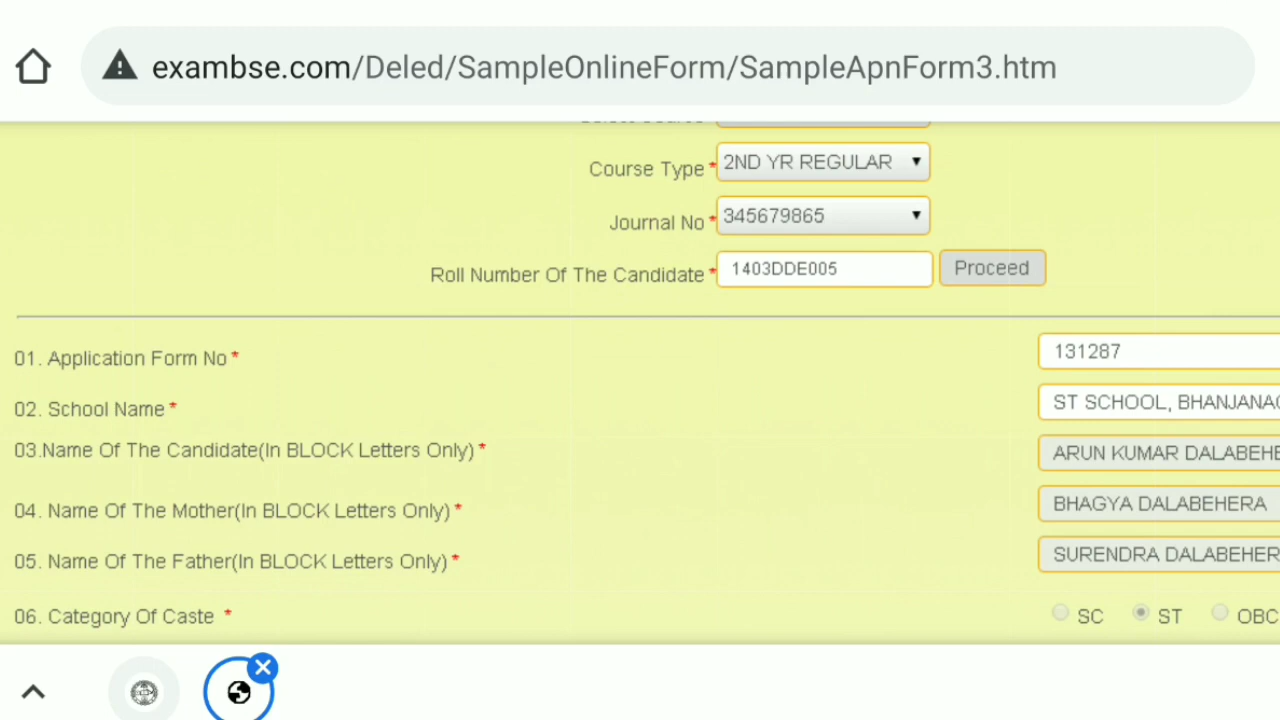 exambse.com/Deled/SampleOnlineForm/SampleApnForm3.htm
Course Type * 2ND YR REGULAR
Journal No * 345679865
Roll Number Of The Candidate * 1403DDE005 Proceed
01. Application Form No * 131287
02. School Name * ST SCHOOL, BHANJANAG
03.Name Of The Candidate(In BLOCK Letters Only) * ARUN KUMAR DALABEHE
04. Name Of The Mother(In BLOCK Letters Only) * BHAGYA DALABEHERA
05. Name Of The Father(In BLOCK Letters Only) * SURENDRA DALABEHER
06. Category Of Caste * SC ST OBC